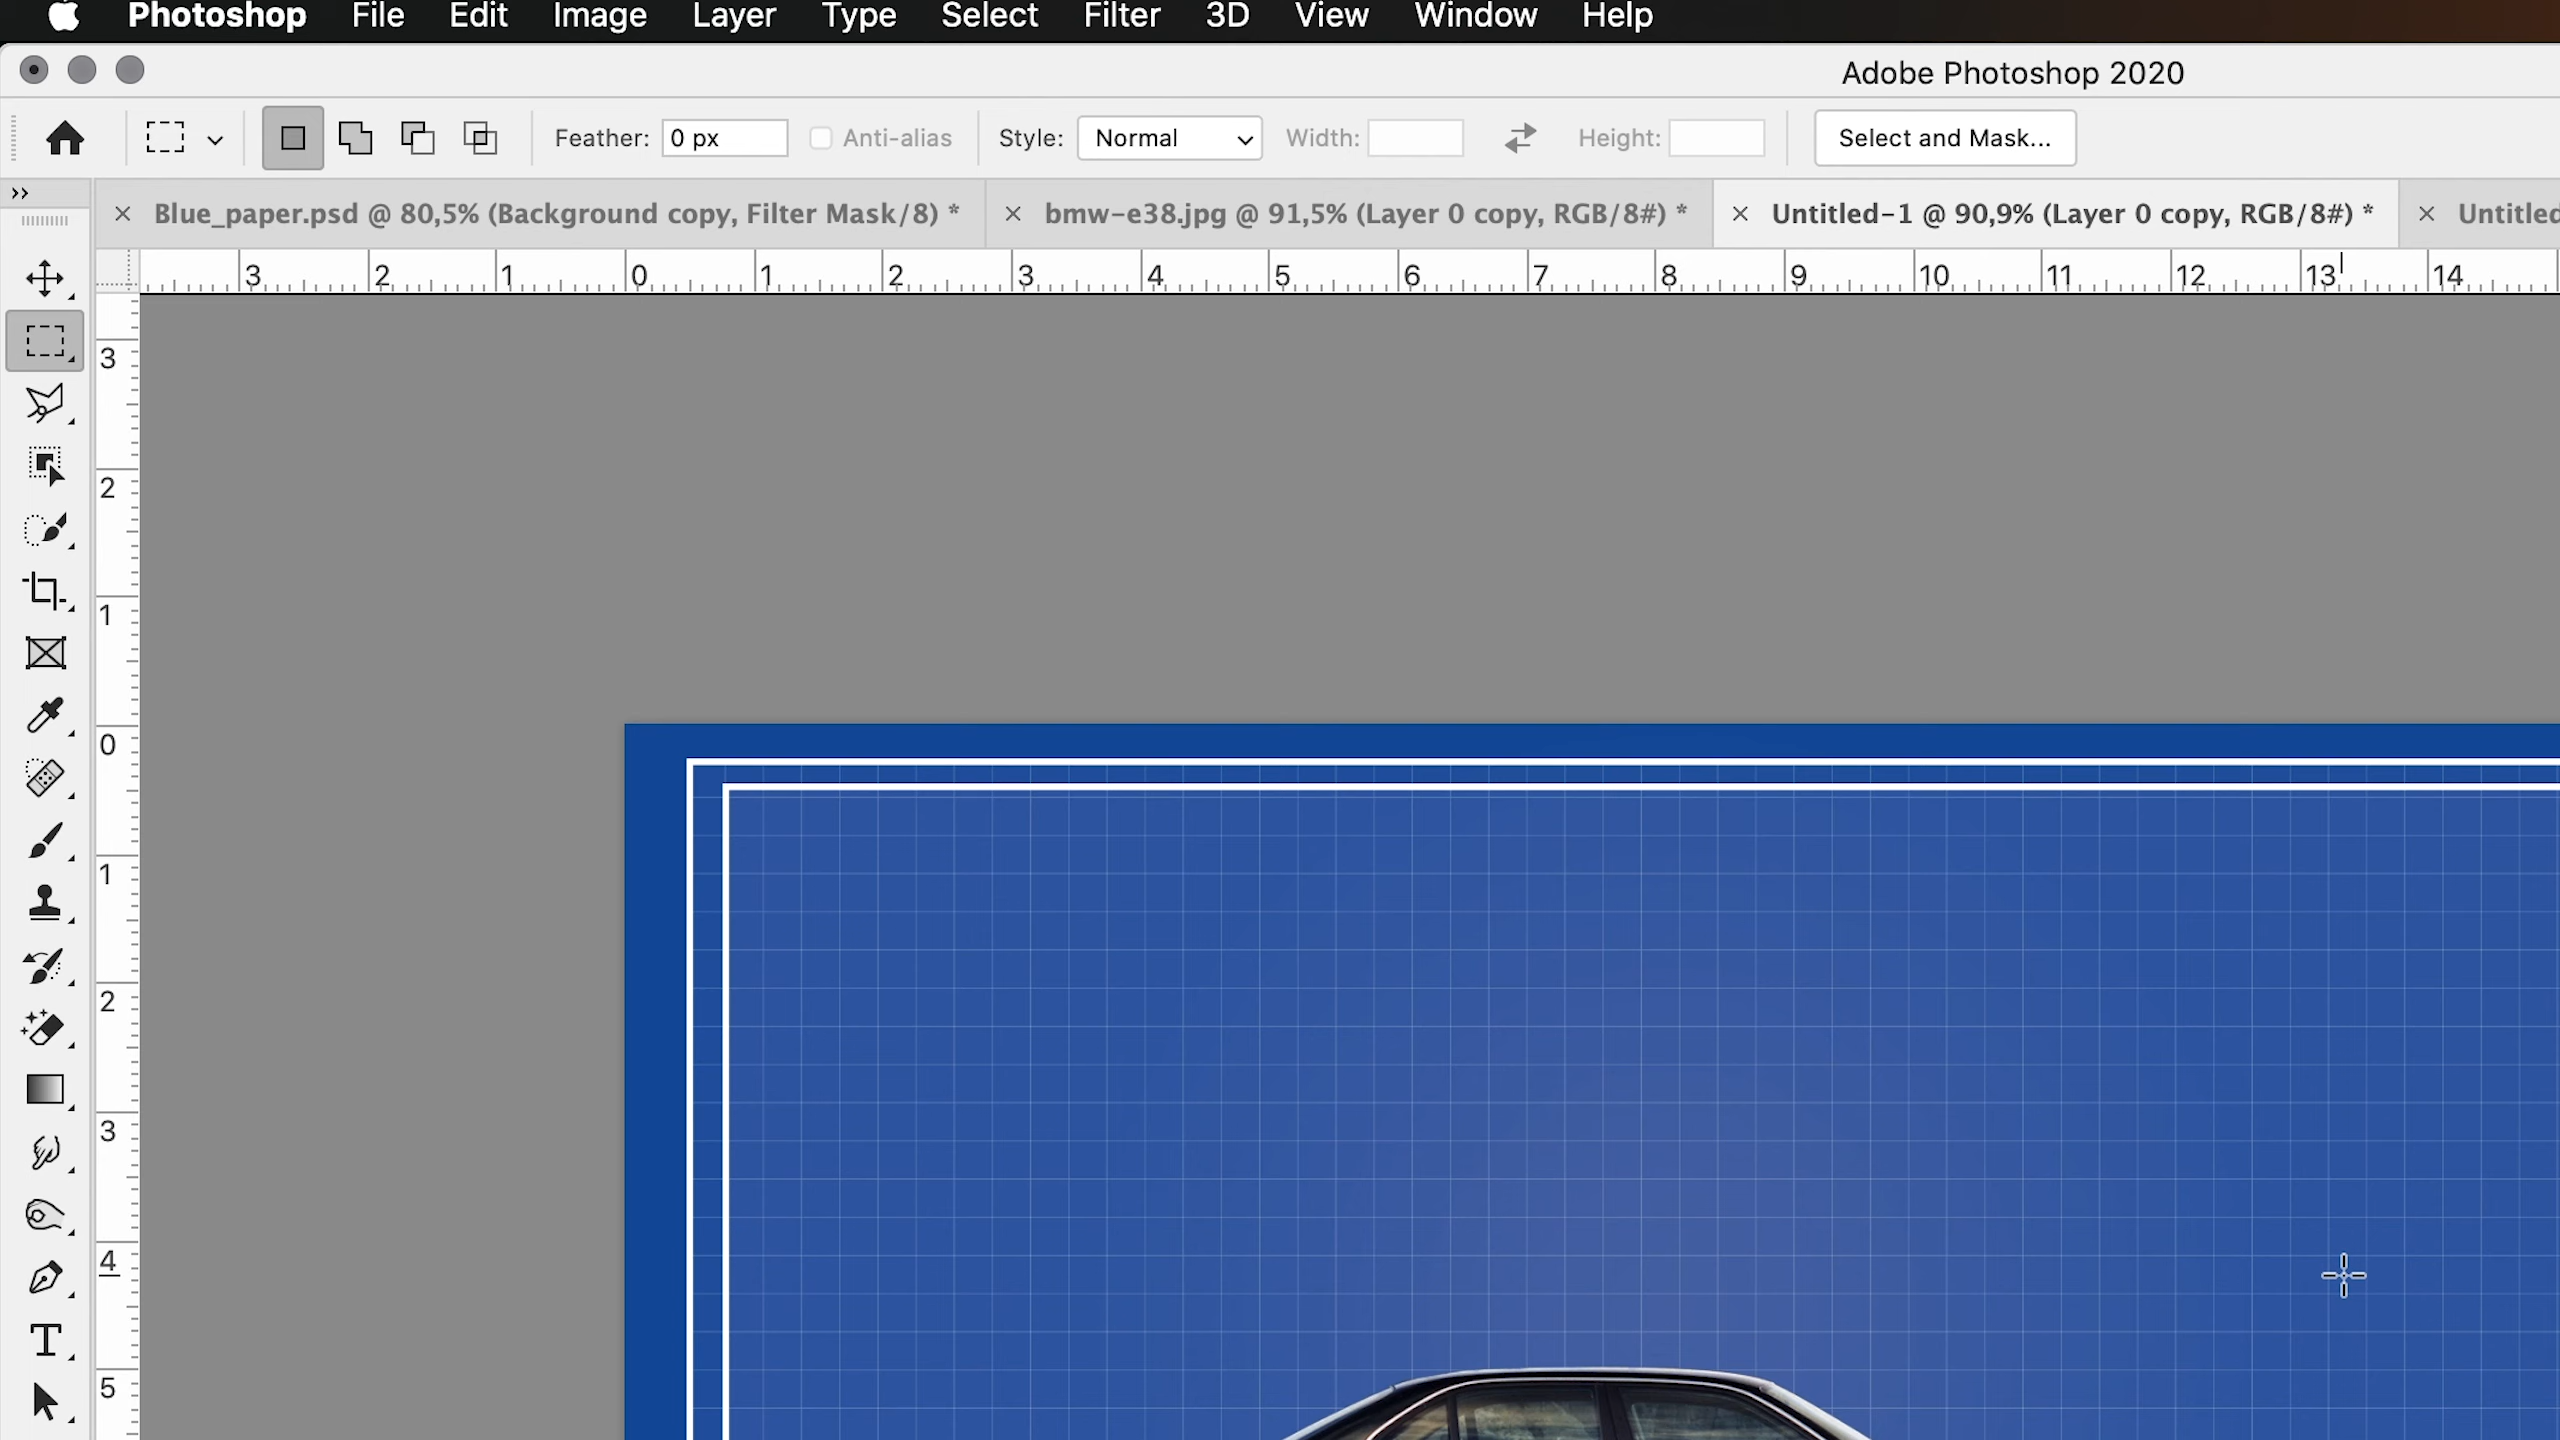 Photoshop File Edit Image Layer Type Select Filter 3D View Window Help
Adobe Photoshop 2020
Feather: 0 px Anti-alias Style: Normal Width: Height: Select and Mask...
Blue_paper.psd @ 80,5% (Background copy, Filter Mask/8) * bmw-e38.jpg @ 91,5% (Layer 0 copy, RGB/8#) * Untitled-1 @ 90,9% (Layer 0 copy, RGB/8#) * Untitled
3 2 1 0 1 2 3 4 5 6 7 8 9 10 11 12 13 14
3
2
1
0
1
2
3
4
5